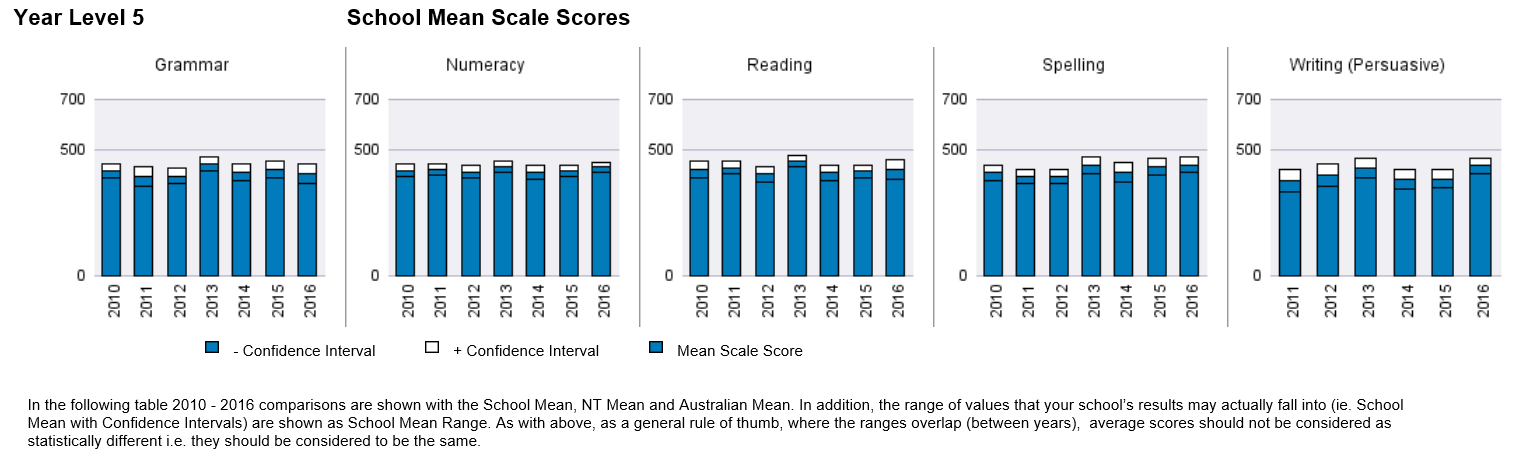 Year Level 5 School Mean Scale Scores
Grammar Numeracy Reading Spelling Writing (Persuasive)
700 700 700 700 700
500 500 500 500 500
0 0 0 0 0
2010 2011 2012 2013 2014 2015 2016 2010 2011 2012 2013 2014 2015 2016 2010 2011 2012 2013 2014 2015 2016 2010 2011 2012 2013 2014 2015 2016 2011 2012 2013 2014 2015 2016
- Confidence Interval + Confidence Interval Mean Scale Score
In the following table 2010 - 2016 comparisons are shown with the School Mean, NT Mean and Australian Mean. In addition, the range of values that your school's results may actually fall into (ie. School
Mean with Confidence Intervals) are shown as School Mean Range. As with above, as a general rule of thumb, where the ranges overlap (between years),  average scores should not be considered as
statistically different i.e. they should be considered to be the same.